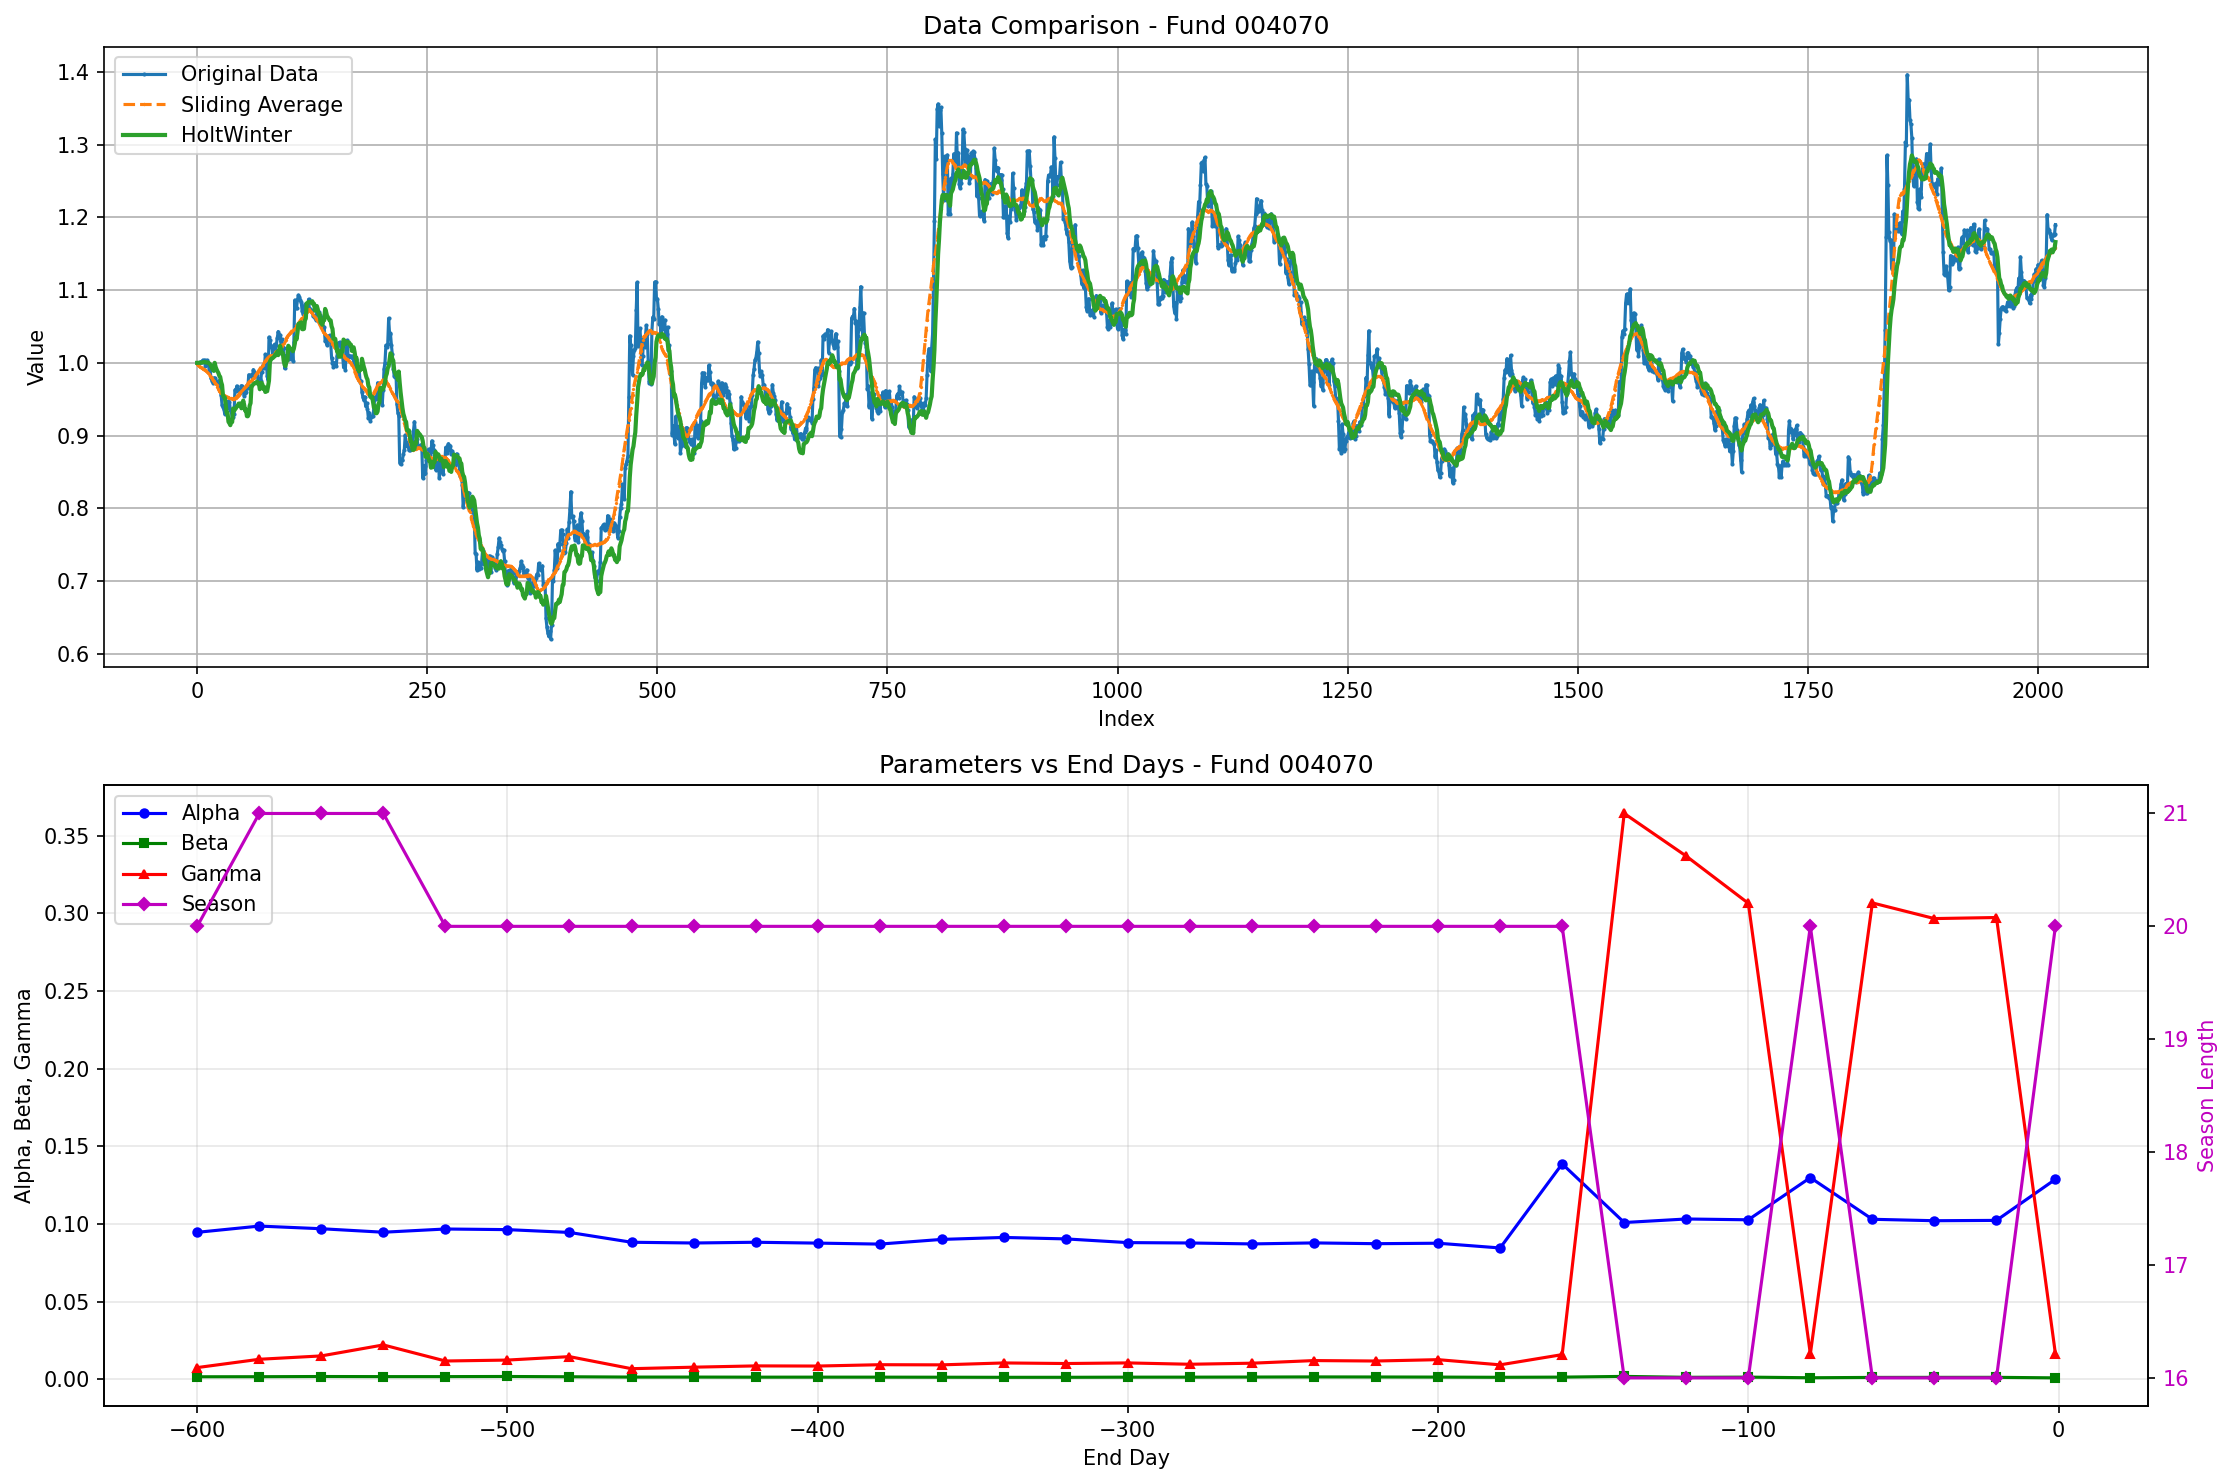 Data Comparison - Fund 004070
Original Data
Sliding Average
HoltWinter
1.4
1.3
1.2
1.1
1.0
0.9
0.8
0.7
0.6
Value
0 250 500 750 1000 1250 1500 1750 2000
Index
Parameters vs End Days - Fund 004070
Alpha
Beta
Gamma
Season
0.35
0.30
0.25
0.20
0.15
0.10
0.05
0.00
Alpha, Beta, Gamma
21
20
19
18
17
16
Season Length
−600 −500 −400 −300 −200 −100 0
End Day